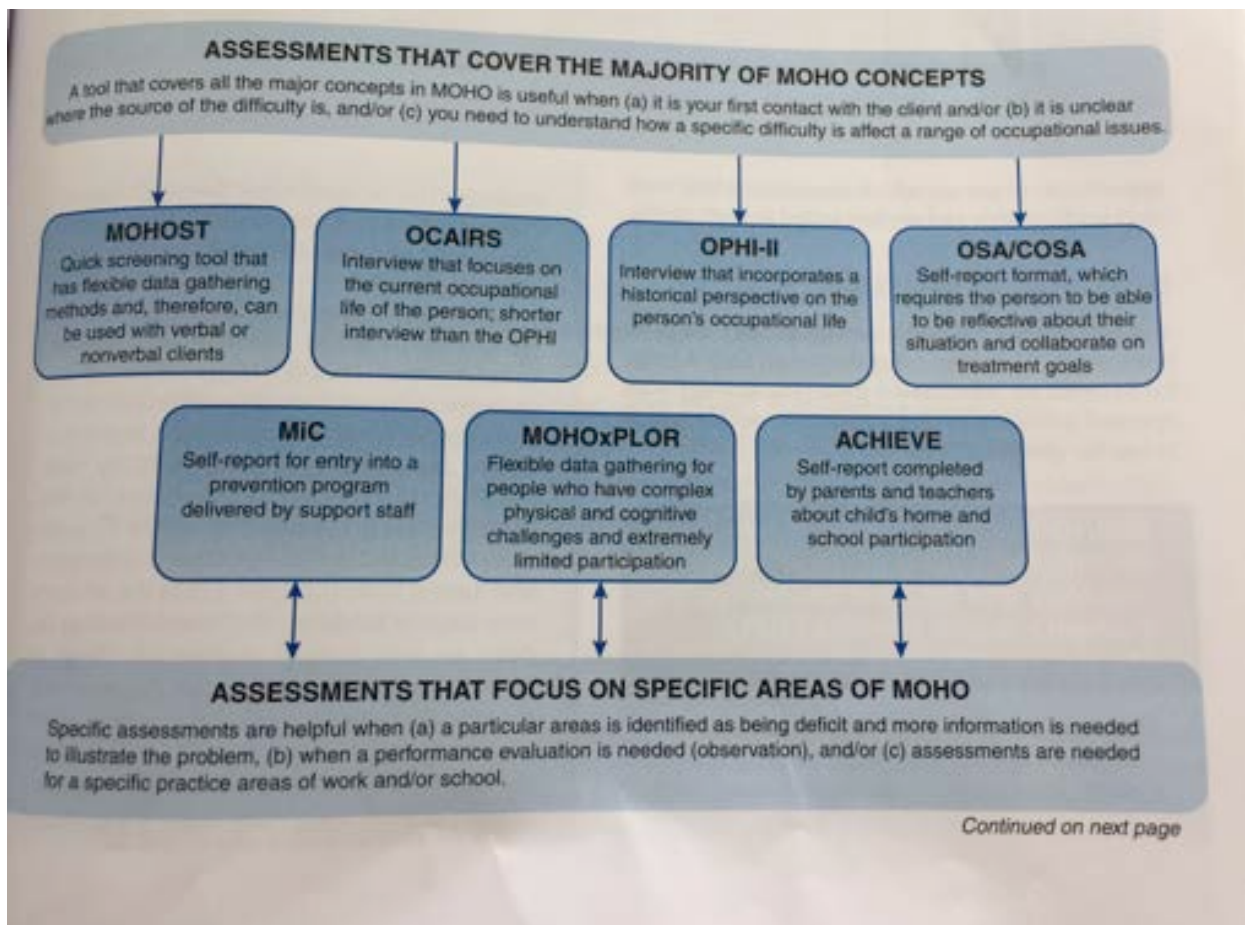 ASSESSMENTS THAT COVER THE MAJORITY OF MOHO CONCEPTS
A tool that covers all the major concepts in MOHO is useful when (a) it is your first contact with the client and/or (b) it is unclear
where the source of the difficulty is, and/or (c) you need to understand how a specific difficulty is affect a range of occupational issues.
MOHOST
Quick screening tool that
has flexible data gathering
methods and, therefore, can
be used with verbal or
nonverbal clients
OCAIRS
Interview that focuses on
the current occupational
life of the person; shorter
interview than the OPHI
OPHI-II
Interview that incorporates a
historical perspective on the
person's occupational life
OSA/COSA
Self-report format, which
requires the person to be able
to be reflective about their
situation and collaborate on
treatment goals
MiC
Self-report for entry into a
prevention program
delivered by support staff
MOHOxPLOR
Flexible data gathering for
people who have complex
physical and cognitive
challenges and extremely
limited participation
ACHIEVE
Self-report completed
by parents and teachers
about child's home and
school participation
ASSESSMENTS THAT FOCUS ON SPECIFIC AREAS OF MOHO
Specific assessments are helpful when (a) a particular areas is identified as being deficit and more information is needed
to illustrate the problem, (b) when a performance evaluation is needed (observation), and/or (c) assessments are needed
for a specific practice areas of work and/or school.
Continued on next page